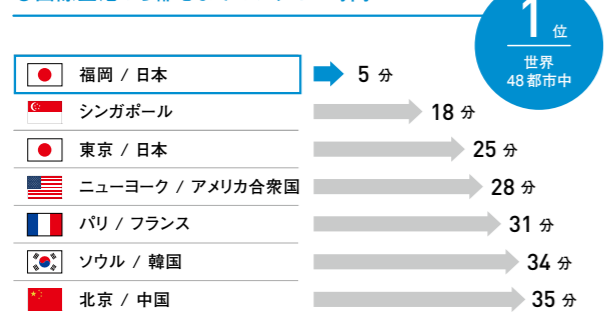 1 位
世界
48都市中
福岡 / 日本 5 分
シンガポール 18 分
東京 / 日本 25 分
ニューヨーク / アメリカ合衆国 28 分
パリ / フランス 31 分
ソウル / 韓国 34 分
北京 / 中国 35 分